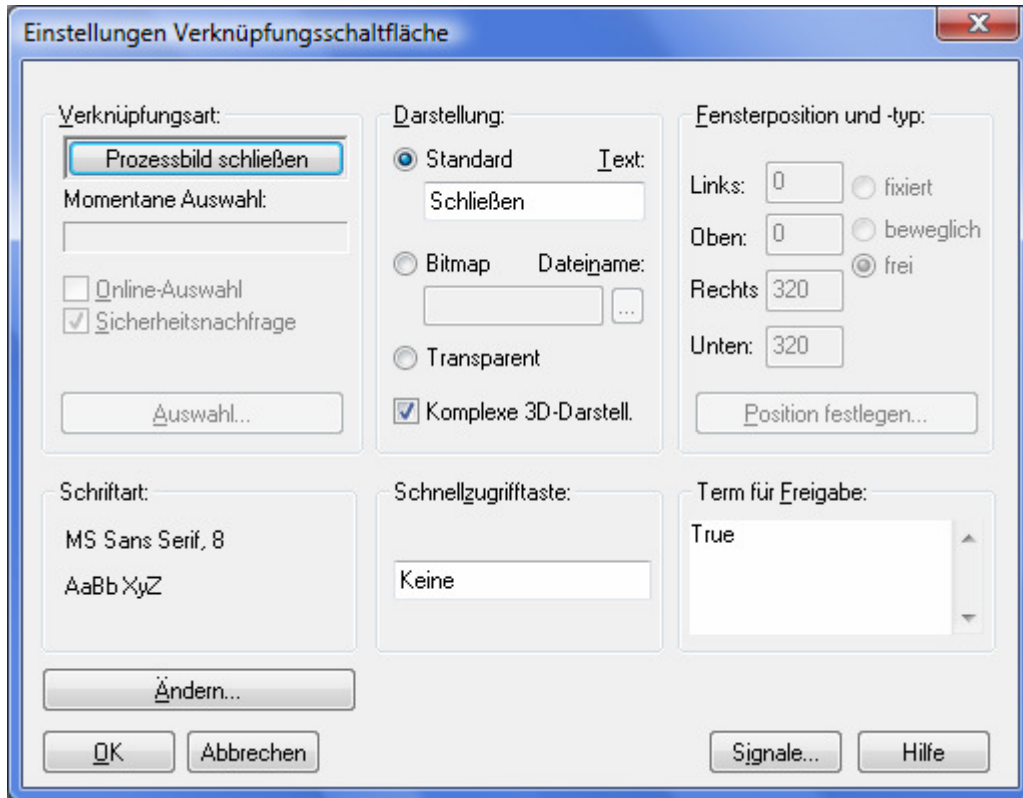 Einstellungen Verknüpfungsschaltfläche
Verknüpfungsart:
Prozessbild schließen
Momentane Auswahl:
Online-Auswahl
Sicherheitsnachfrage
Auswahl...
Darstellung:
Standard Text:
Schließen
Bitmap Dateiname:
...
Transparent
Komplexe 3D-Darstell.
Fensterposition und -typ:
Links: 0 fixiert
Oben: 0 beweglich
frei
Rechts 320
Unten: 320
Position festlegen...
Schriftart:
MS Sans Serif, 8
AaBbXyZ
Schnellzugrifftaste:
Keine
Term für Freigabe:
True
Ändern...
OK Abbrechen Signale... Hilfe